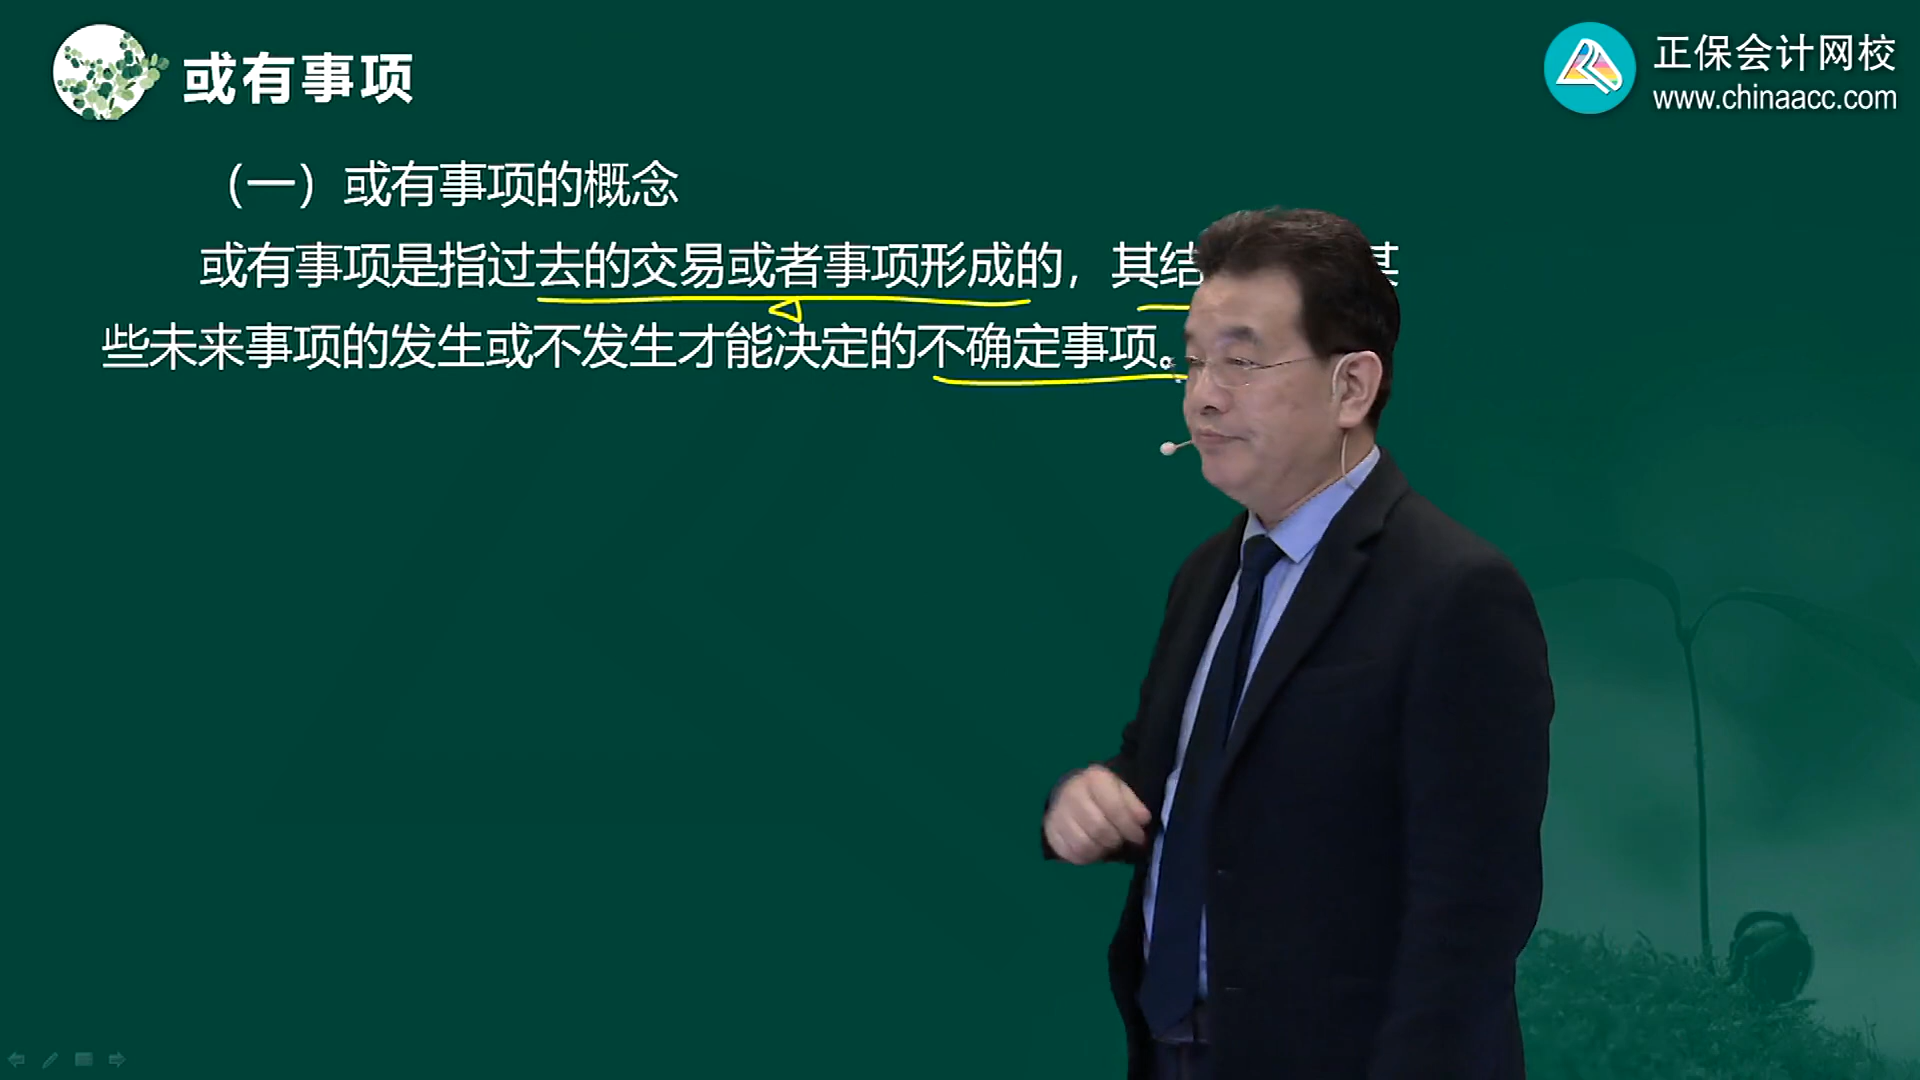 或有事项
正保会计网校
www.chinaacc.com
（一）或有事项的概念
或有事项是指过去的交易或者事项形成的，其结
些未来事项的发生或不发生才能决定的不确定事项。